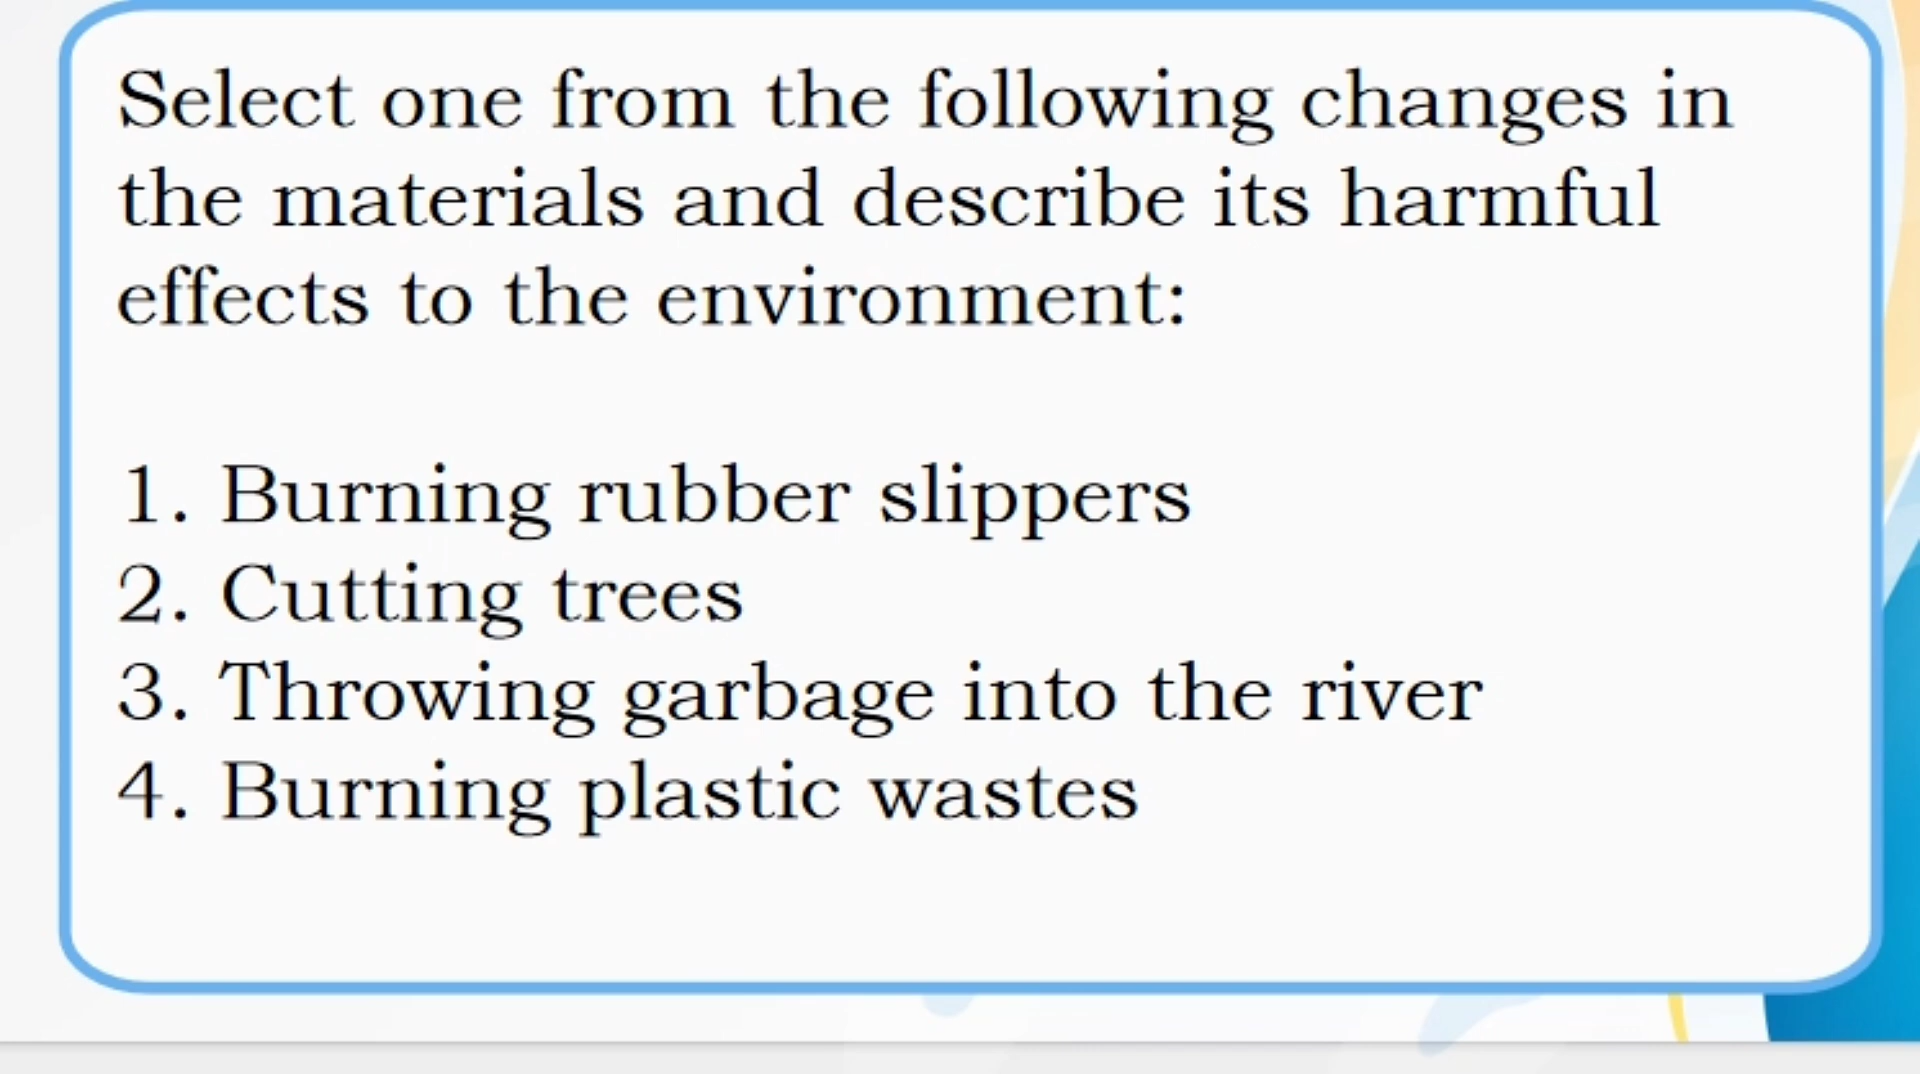 Select one from the following changes in
the materials and describe its harmful
effects to the environment:
1. Burning rubber slippers
2. Cutting trees
3. Throwing garbage into the river
4. Burning plastic wastes